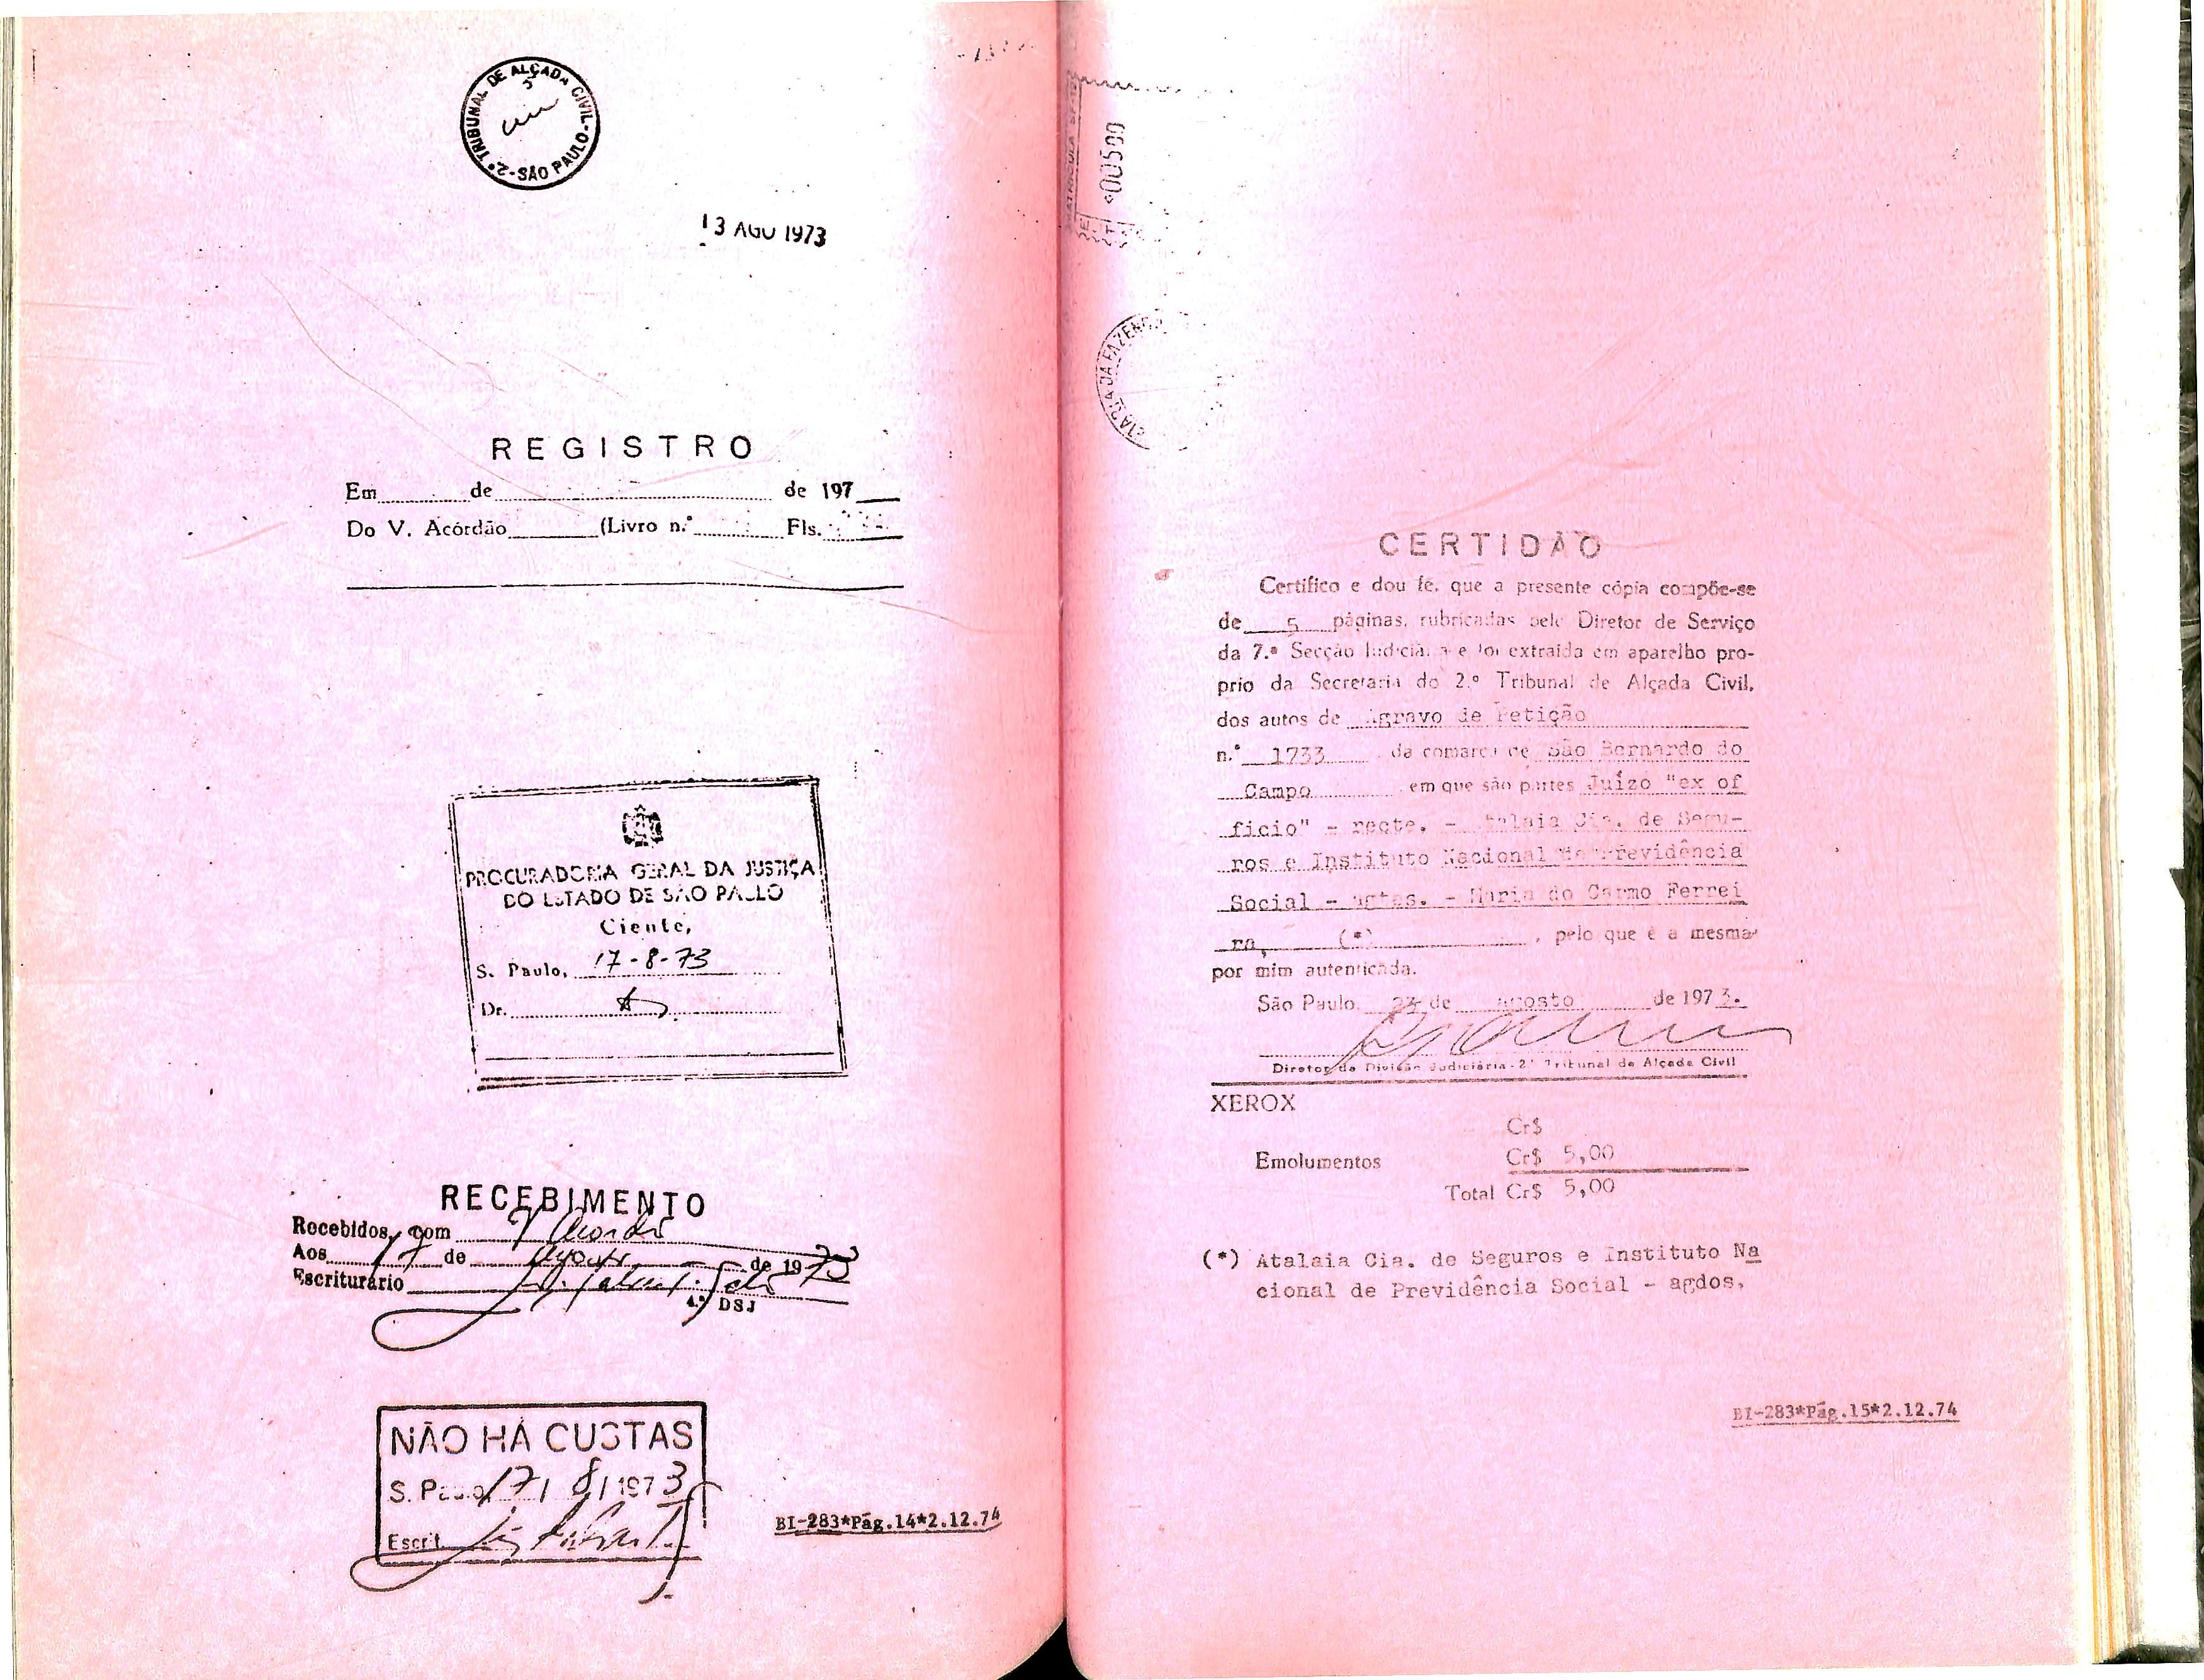 2º TRIBUNAL DE ALÇADA CIVIL - SÃO PAULO
5
13 AGO 1973
REGISTRO
Em de de 197
Do V. Acórdão (Livro n.º Fls.
PROCURADORIA GERAL DA JUSTIÇA
DO ESTADO DE SÃO PAULO
Ciente,
S. Paulo, 17-8-73
Dr.
RECEBIMENTO
Recebidos, com
Aos 17 de agosto de 1973
Escriturário
4.º DSJ
NÃO HÁ CUSTAS
S. Paulo, 17/8/1973
Escrit.
BI-283*Pág.14*2.12.74
MATRICULA
00500
DA FAZENDA
CERTIDÃO
Certifico e dou fé, que a presente cópia compõe-se
de 5 páginas, rubricadas pelo Diretor de Serviço
da 7.ª Secção Judiciária e foi extraída em aparelho pro-
prio da Secretaria do 2.º Tribunal de Alçada Civil,
dos autos de Agravo de Petição
n.º 1733 da comarca de São Bernardo do
Campo em que são partes Juízo "ex of
ficio" - recte. - Atalaia Cia. de Segu-
ros e Instituto Nacional de Previdência
Social - agtes. - Maria do Carmo Ferrei
ra, (*) , pelo que é a mesma
por mim autenticada.
São Paulo, 23 de agosto de 1973.
Diretor da Divisão Judiciária - 2º Tribunal de Alçada Civil
XEROX
Cr$
Emolumentos Cr$ 5,00
Total Cr$ 5,00
(*) Atalaia Cia. de Seguros e Instituto Na
cional de Previdência Social - agdos,
BI-283*Pág.15*2.12.74